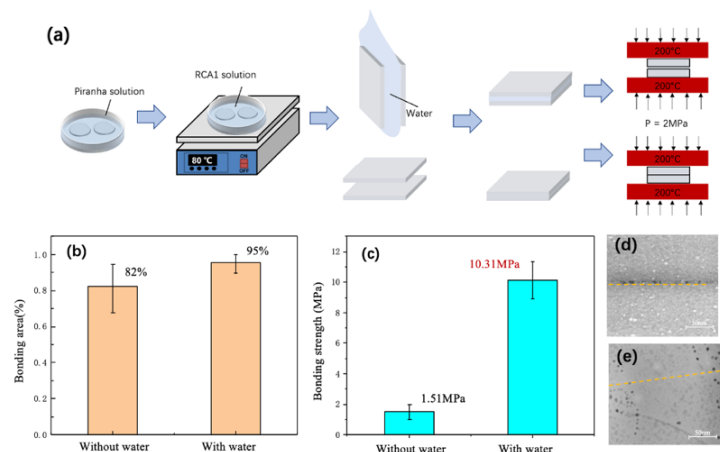 (a)
Piranha solution
RCA1 solution
80 ℃
ON
OFF
Water
200°C
200°C
P = 2MPa
200°C
200°C
(b)
Bonding area(%)
1.0
0.8
0.6
0.4
0.2
0.0
82%
95%
Without water
With water
(c)
Bonding strength (MPa)
12
10
8
6
4
2
0
1.51MPa
10.31MPa
Without water
With water
(d)
(e)